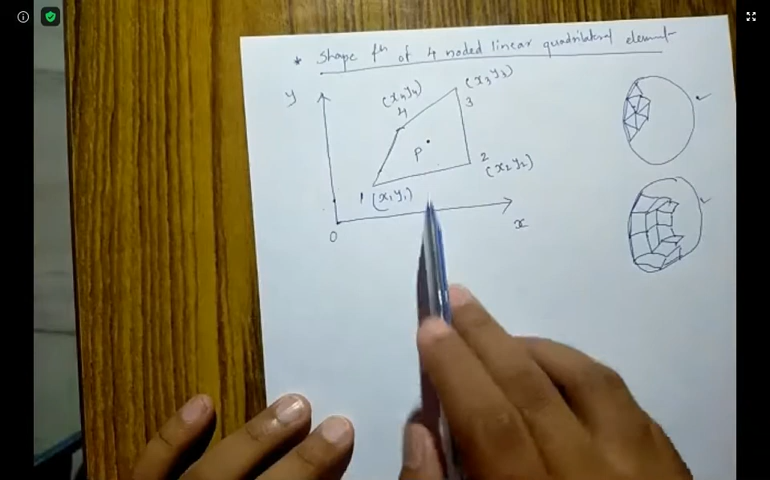 * Shape fⁿ of 4 noded linear quadrilateral element
y
(x₄y₄)
4
(x₃y₃)
3
P
2
(x₂y₂)
1 (x₁y₁)
0
x